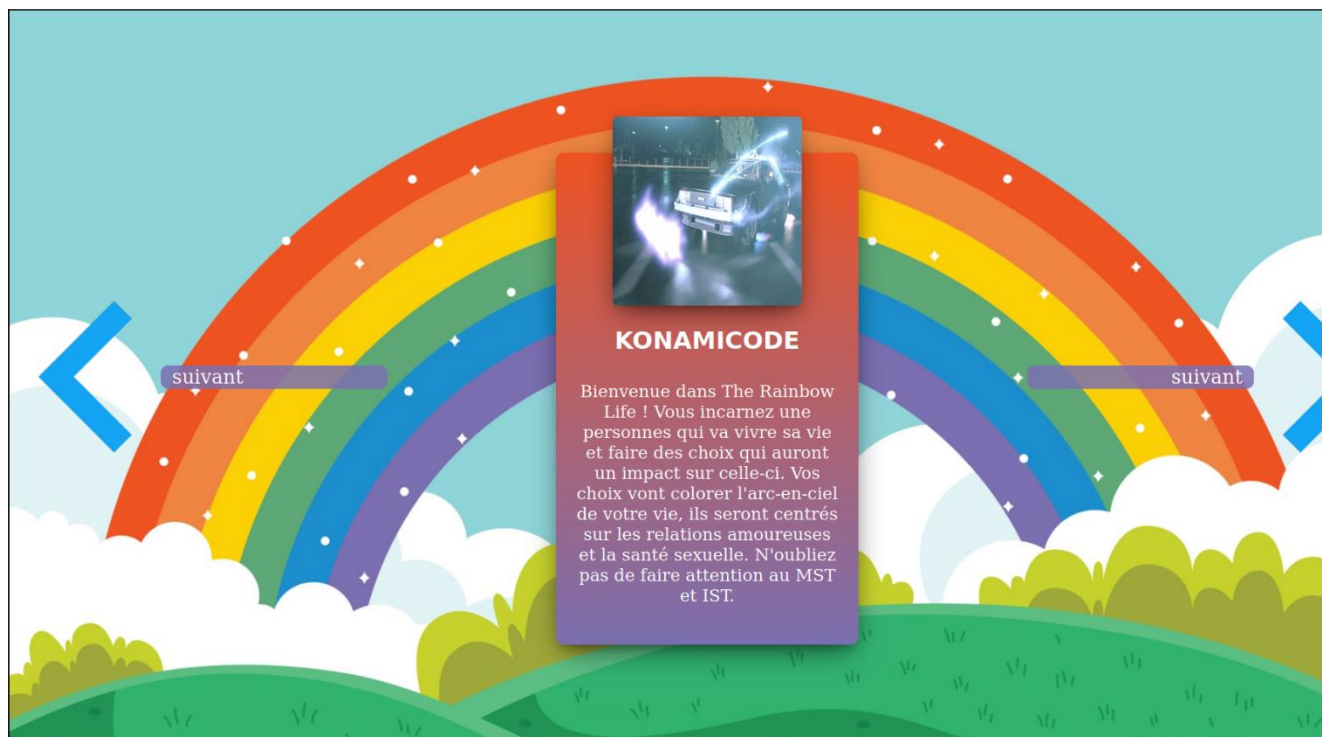 suivant
KONAMICODE
Bienvenue dans The Rainbow
Life ! Vous incarnez une
personnes qui va vivre sa vie
et faire des choix qui auront
un impact sur celle-ci. Vos
choix vont colorer l'arc-en-ciel
de votre vie, ils seront centrés
sur les relations amoureuses
et la santé sexuelle. N'oubliez
pas de faire attention au MST
et IST.
suivant